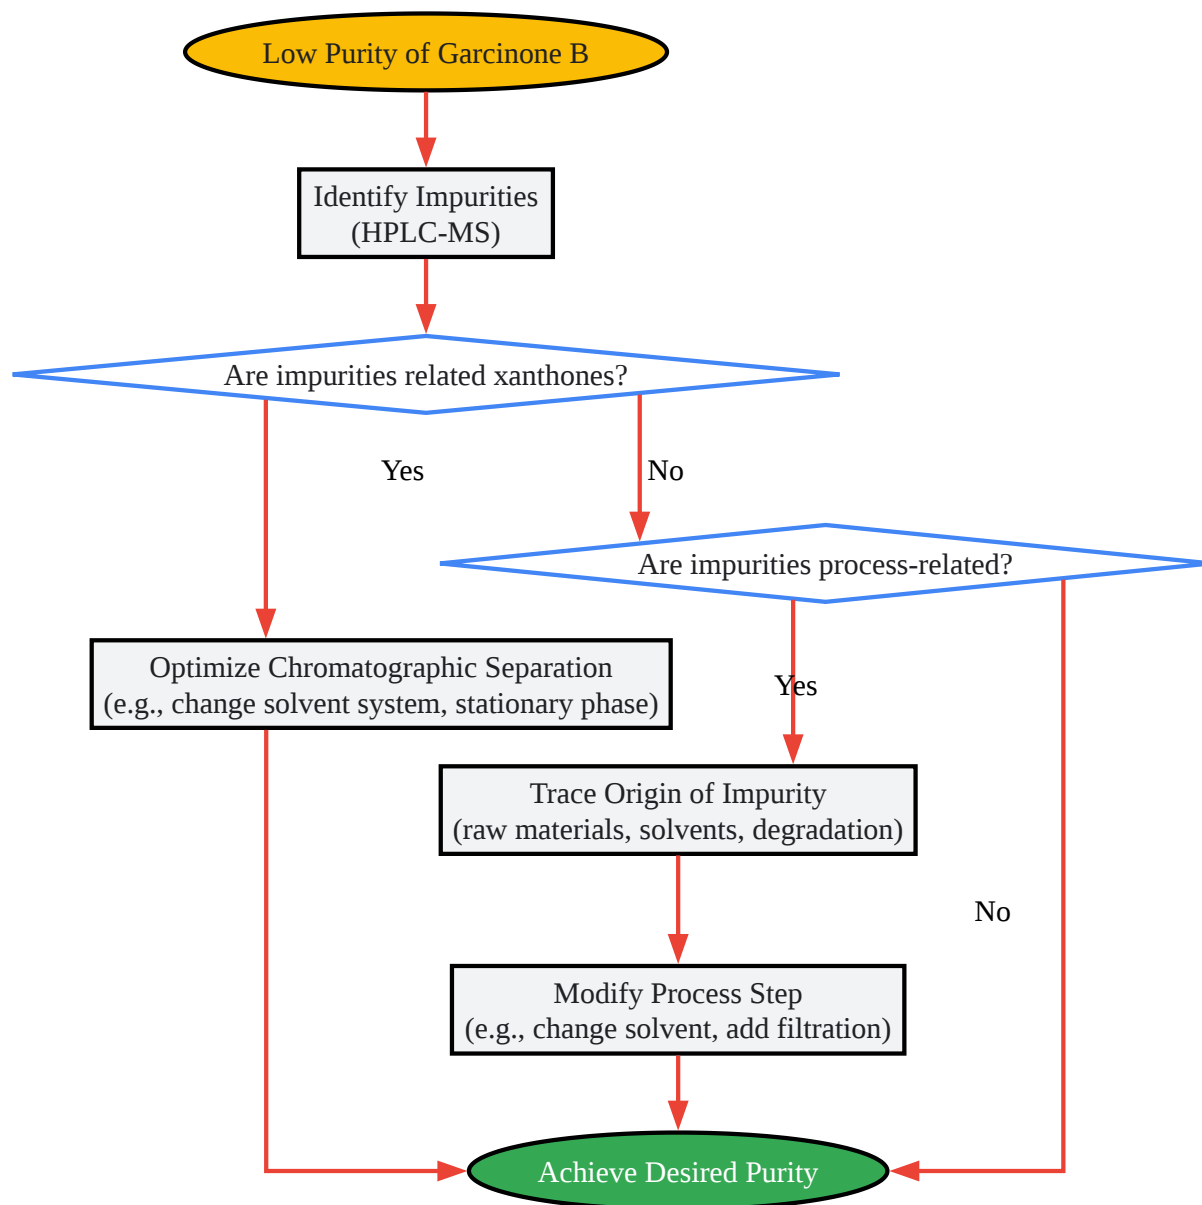 Low Purity of Garcinone B
Identify Impurities
(HPLC-MS)
Are impurities related xanthones?
Yes
No
Are impurities process-related?
Optimize Chromatographic Separation
(e.g., change solvent system, stationary phase)
Yes
Trace Origin of Impurity
(raw materials, solvents, degradation)
No
Modify Process Step
(e.g., change solvent, add filtration)
Achieve Desired Purity